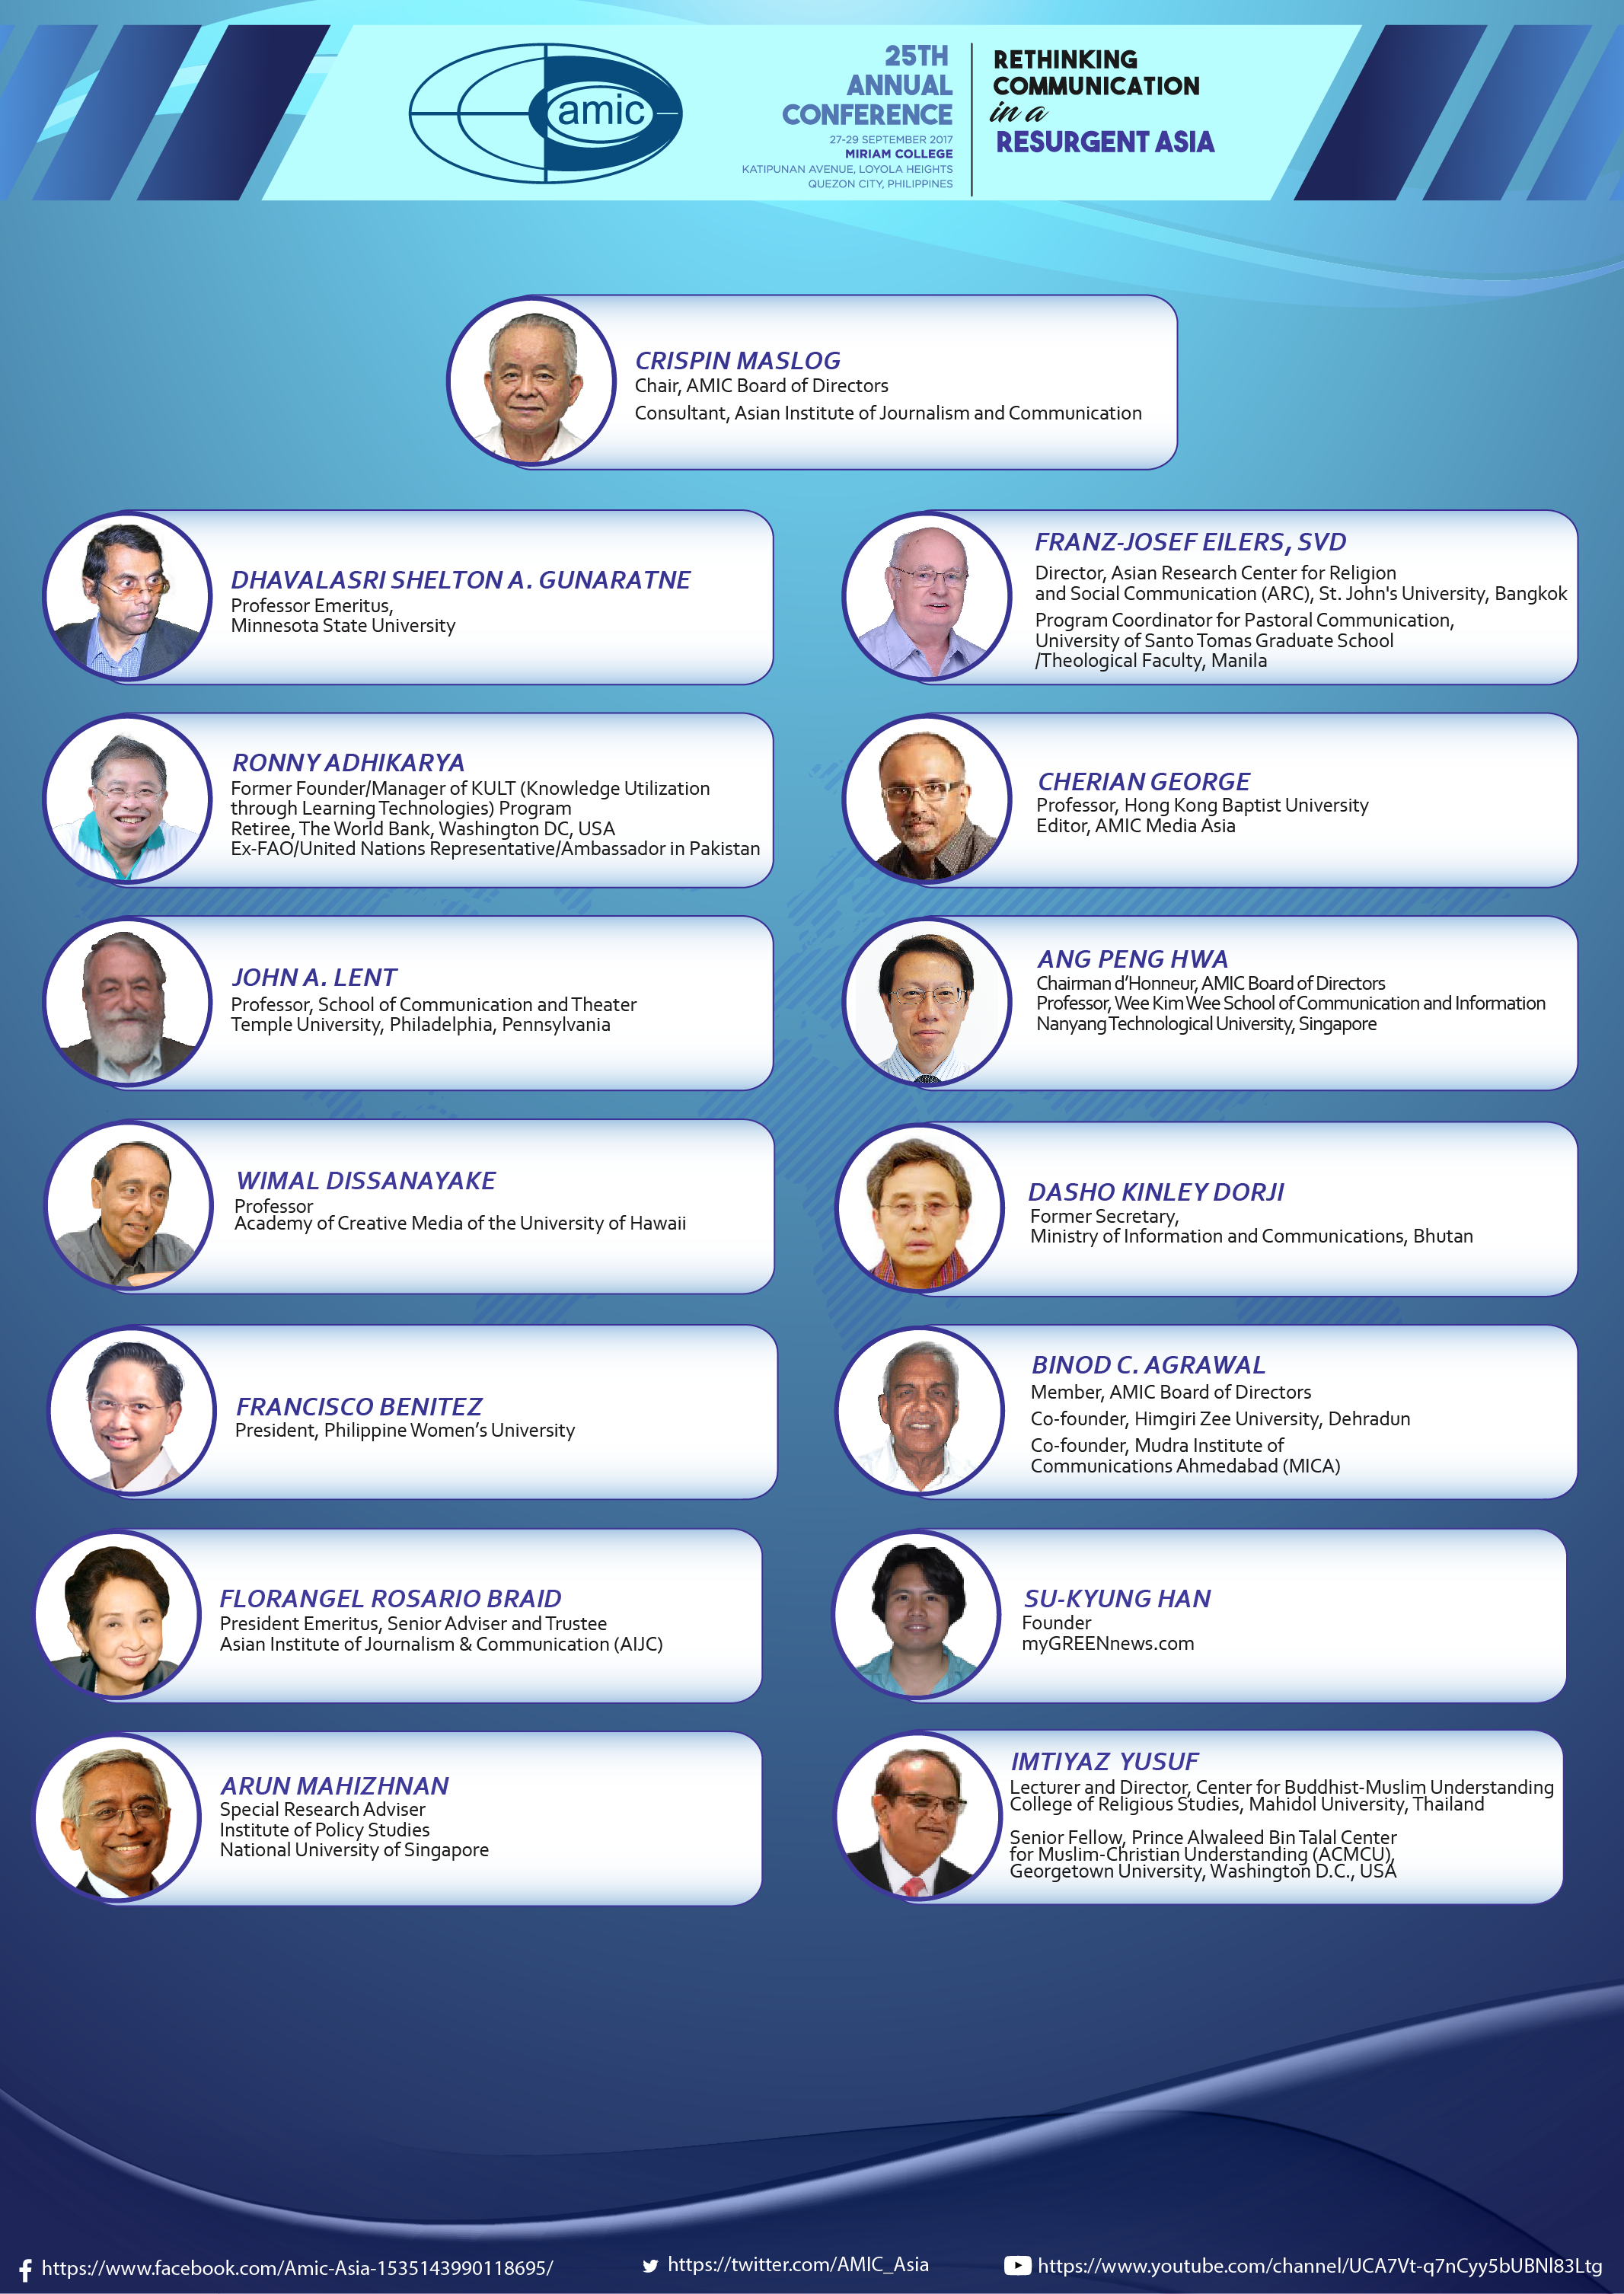 amic
25TH
ANNUAL
CONFERENCE
27-29 SEPTEMBER 2017
MIRIAM COLLEGE
KATIPUNAN AVENUE, LOYOLA HEIGHTS
QUEZON CITY, PHILIPPINES
RETHINKING
COMMUNICATION
in a
RESURGENT ASIA
CRISPIN MASLOG
Chair, AMIC Board of Directors
Consultant, Asian Institute of Journalism and Communication
DHAVALASRI SHELTON A. GUNARATNE
Professor Emeritus,
Minnesota State University
FRANZ-JOSEF EILERS, SVD
Director, Asian Research Center for Religion
and Social Communication (ARC), St. John's University, Bangkok
Program Coordinator for Pastoral Communication,
University of Santo Tomas Graduate School
/Theological Faculty, Manila
RONNY ADHIKARYA
Former Founder/Manager of KULT (Knowledge Utilization
through Learning Technologies) Program
Retiree, The World Bank, Washington DC, USA
Ex-FAO/United Nations Representative/Ambassador in Pakistan
CHERIAN GEORGE
Professor, Hong Kong Baptist University
Editor, AMIC Media Asia
JOHN A. LENT
Professor, School of Communication and Theater
Temple University, Philadelphia, Pennsylvania
ANG PENG HWA
Chairman d’Honneur, AMIC Board of Directors
Professor, Wee Kim Wee School of Communication and Information
Nanyang Technological University, Singapore
WIMAL DISSANAYAKE
Professor
Academy of Creative Media of the University of Hawaii
DASHO KINLEY DORJI
Former Secretary,
Ministry of Information and Communications, Bhutan
FRANCISCO BENITEZ
President, Philippine Women’s University
BINOD C. AGRAWAL
Member, AMIC Board of Directors
Co-founder, Himgiri Zee University, Dehradun
Co-founder, Mudra Institute of
Communications Ahmedabad (MICA)
FLORANGEL ROSARIO BRAID
President Emeritus, Senior Adviser and Trustee
Asian Institute of Journalism & Communication (AIJC)
SU-KYUNG HAN
Founder
myGREENnews.com
ARUN MAHIZHNAN
Special Research Adviser
Institute of Policy Studies
National University of Singapore
IMTIYAZ YUSUF
Lecturer and Director, Center for Buddhist-Muslim Understanding
College of Religious Studies, Mahidol University, Thailand
Senior Fellow, Prince Alwaleed Bin Talal Center
for Muslim-Christian Understanding (ACMCU),
Georgetown University, Washington D.C., USA
https://www.facebook.com/Amic-Asia-1535143990118695/
https://twitter.com/AMIC_Asia
https://www.youtube.com/channel/UCA7Vt-q7nCyy5bUBNl83Ltg